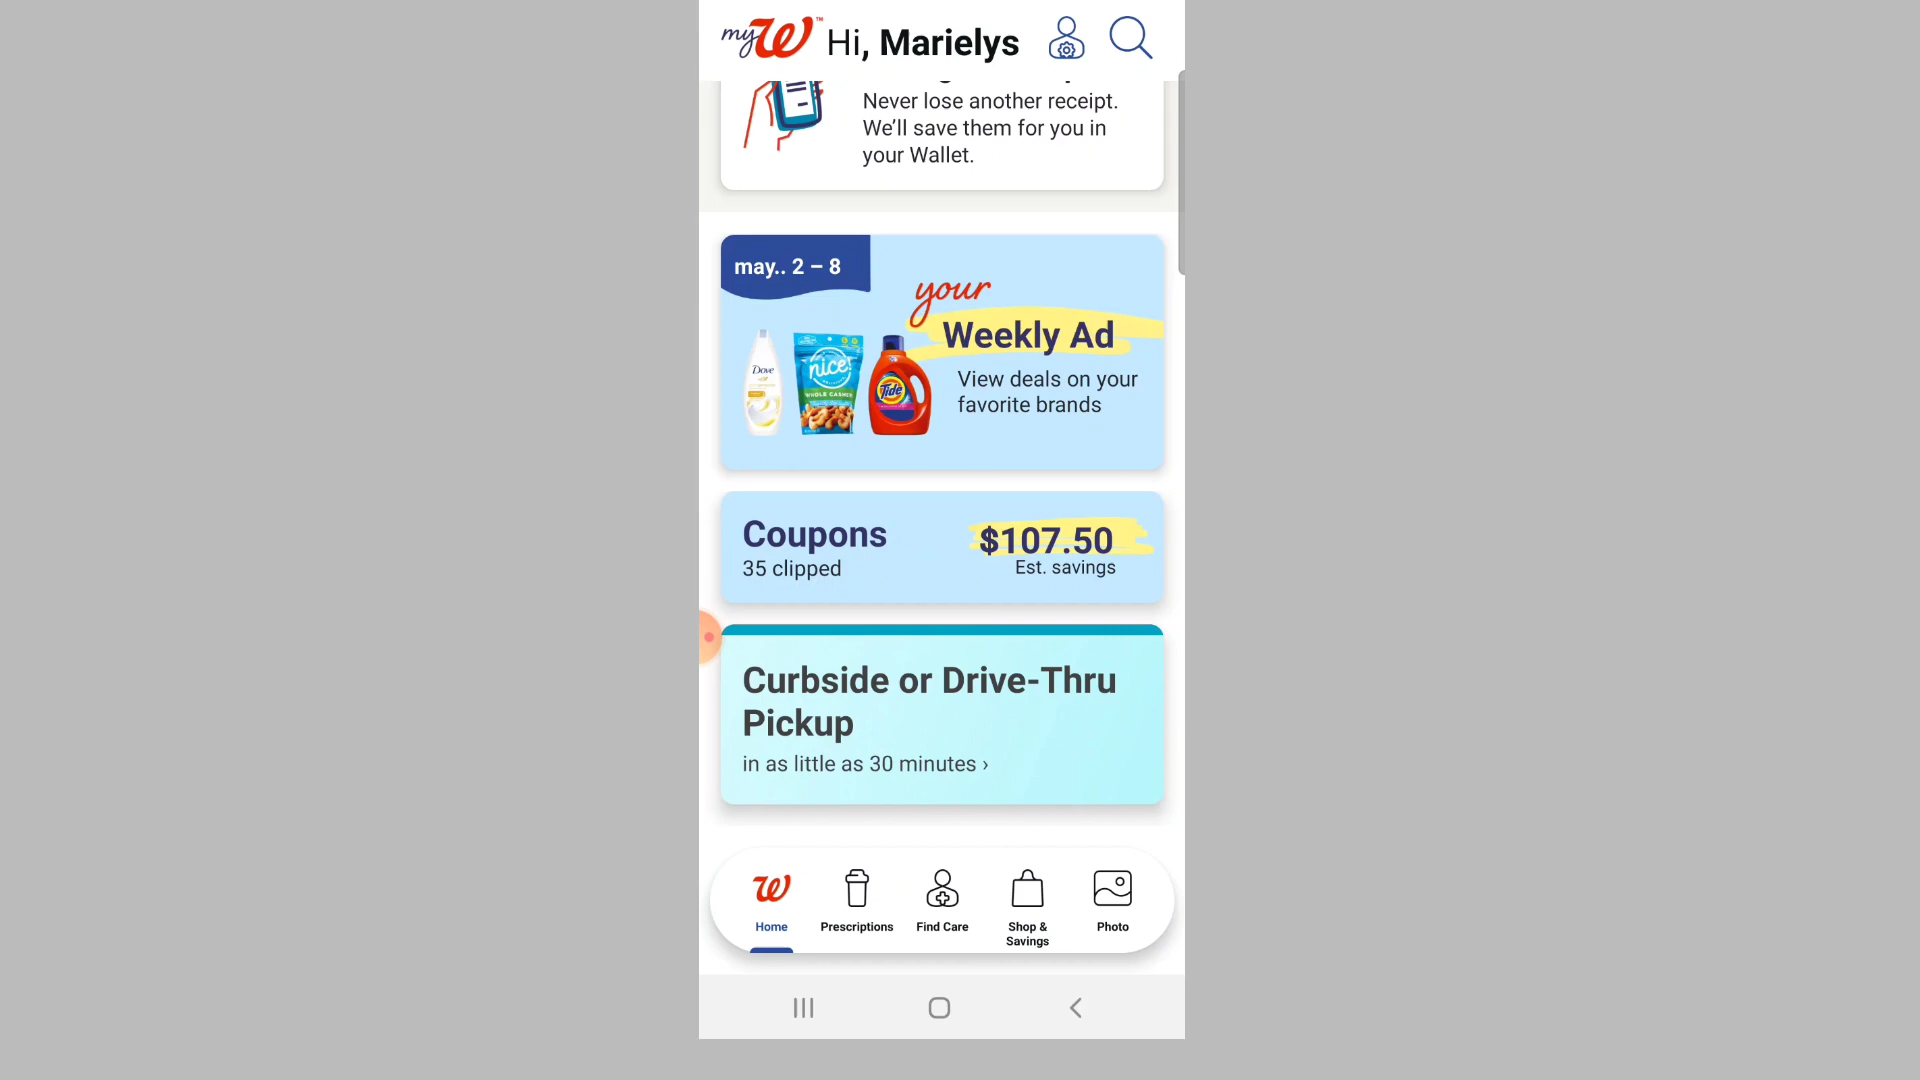 myW™ Hi, Marielys
Never lose another receipt.
We’ll save them for you in
your Wallet.
may.. 2 – 8
your
Weekly Ad
View deals on your
favorite brands
Dove
nice!
WHOLE CASHEWS
Tide
Coupons
35 clipped
$107.50
Est. savings
Curbside or Drive-Thru
Pickup
in as little as 30 minutes ›
W
Home
Prescriptions
Find Care
Shop &
Savings
Photo